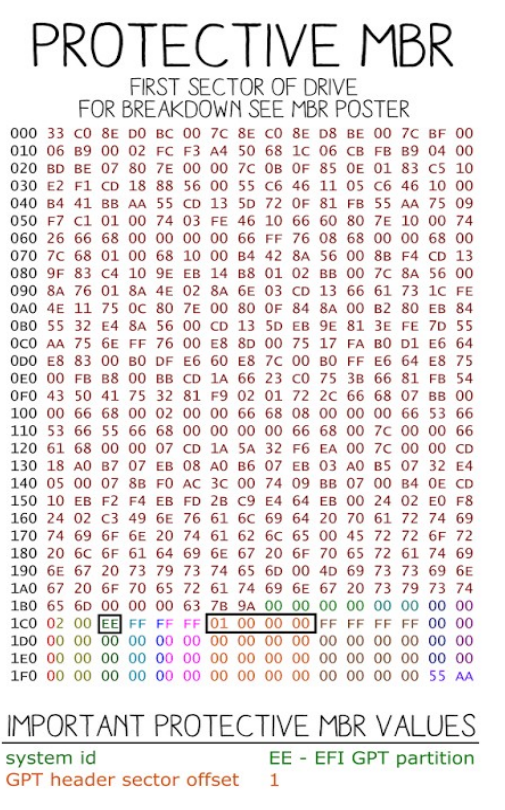 PROTECTIVE MBR
FIRST SECTOR OF DRIVE
FOR BREAKDOWN SEE MBR POSTER
000 33 C0 8E D0 BC 00 7C 8E C0 8E D8 BE 00 7C BF 00
010 06 B9 00 02 FC F3 A4 50 68 1C 06 CB FB B9 04 00
020 BD BE 07 80 7E 00 00 7C 0B 0F 85 0E 01 83 C5 10
030 E2 F1 CD 18 88 56 00 55 C6 46 11 05 C6 46 10 00
040 B4 41 BB AA 55 CD 13 5D 72 0F 81 FB 55 AA 75 09
050 F7 C1 01 00 74 03 FE 46 10 66 60 80 7E 10 00 74
060 26 66 68 00 00 00 00 66 FF 76 08 68 00 00 68 00
070 7C 68 01 00 68 10 00 B4 42 8A 56 00 8B F4 CD 13
080 9F 83 C4 10 9E EB 14 B8 01 02 BB 00 7C 8A 56 00
090 8A 76 01 8A 4E 02 8A 6E 03 CD 13 66 61 73 1C FE
0A0 4E 11 75 0C 80 7E 00 80 0F 84 8A 00 B2 80 EB 84
0B0 55 32 E4 8A 56 00 CD 13 5D EB 9E 81 3E FE 7D 55
0C0 AA 75 6E FF 76 00 E8 8D 00 75 17 FA B0 D1 E6 64
0D0 E8 83 00 B0 DF E6 60 E8 7C 00 B0 FF E6 64 E8 75
0E0 00 FB B8 00 BB CD 1A 66 23 C0 75 3B 66 81 FB 54
0F0 43 50 41 75 32 81 F9 02 01 72 2C 66 68 07 BB 00
100 00 66 68 00 02 00 00 66 68 08 00 00 00 66 53 66
110 53 66 55 66 68 00 00 00 00 66 68 00 7C 00 00 66
120 61 68 00 00 07 CD 1A 5A 32 F6 EA 00 7C 00 00 CD
130 18 A0 B7 07 EB 08 A0 B6 07 EB 03 A0 B5 07 32 E4
140 05 00 07 8B F0 AC 3C 00 74 09 BB 07 00 B4 0E CD
150 10 EB F2 F4 EB FD 2B C9 E4 64 EB 00 24 02 E0 F8
160 24 02 C3 49 6E 76 61 6C 69 64 20 70 61 72 74 69
170 74 69 6F 6E 20 74 61 62 6C 65 00 45 72 72 6F 72
180 20 6C 6F 61 64 69 6E 67 20 6F 70 65 72 61 74 69
190 6E 67 20 73 79 73 74 65 6D 00 4D 69 73 73 69 6E
1A0 67 20 6F 70 65 72 61 74 69 6E 67 20 73 79 73 74
1B0 65 6D 00 00 00 63 7B 9A 00 00 00 00 00 00 00 00
1C0 02 00 EE FF FF FF 01 00 00 00 FF FF FF FF 00 00
1D0 00 00 00 00 00 00 00 00 00 00 00 00 00 00 00 00
1E0 00 00 00 00 00 00 00 00 00 00 00 00 00 00 00 00
1F0 00 00 00 00 00 00 00 00 00 00 00 00 00 00 55 AA
IMPORTANT PROTECTIVE MBR VALUES
system id EE - EFI GPT partition
GPT header sector offset 1